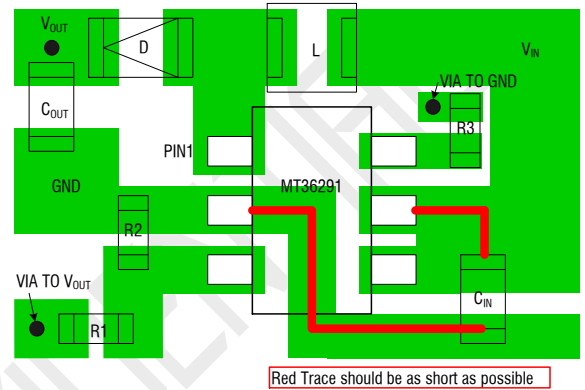 VOUT
D
L
VIN
COUT
VIA TO GND
R3
PIN1
MT36291
GND
R2
VIA TO VOUT
R1
CIN
Red Trace should be as short as possible